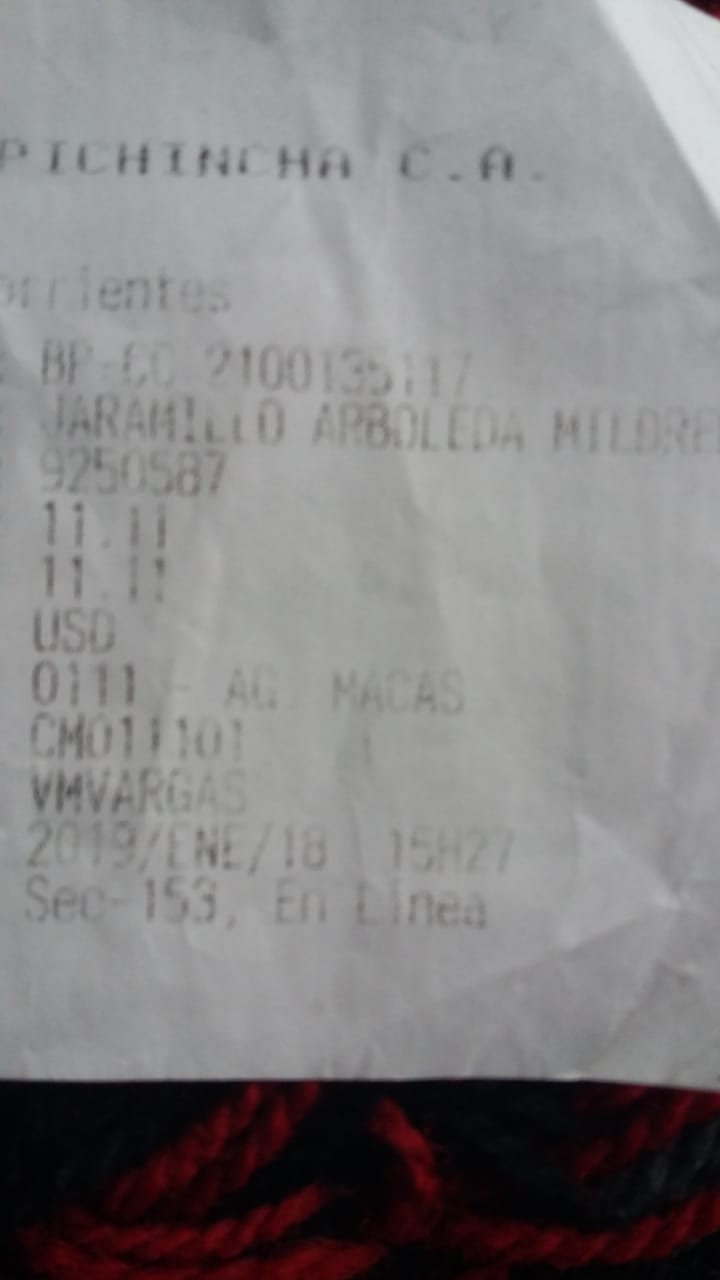 PICHINCHA C.A.
orrientes
: BP-CC 2100135117
: JARAMILLO ARBOLEDA MILDRE
9250587
11.11
11.11
USD
0111 - AG. MACAS
CM011101
VMVARGAS
2019/ENE/18 15H27
Sec-153, En Linea